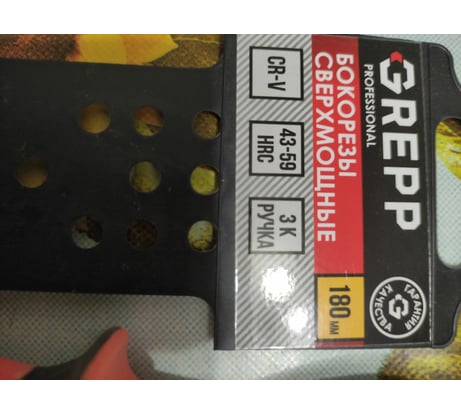 GREPP
PROFESSIONAL
БОКОРЕЗЫ
СВЕРХМОЩНЫЕ
180 мм
CR-V
43-59
HRC
3 К
РУЧКА
ГАРАНТИЯ
КАЧЕСТВА